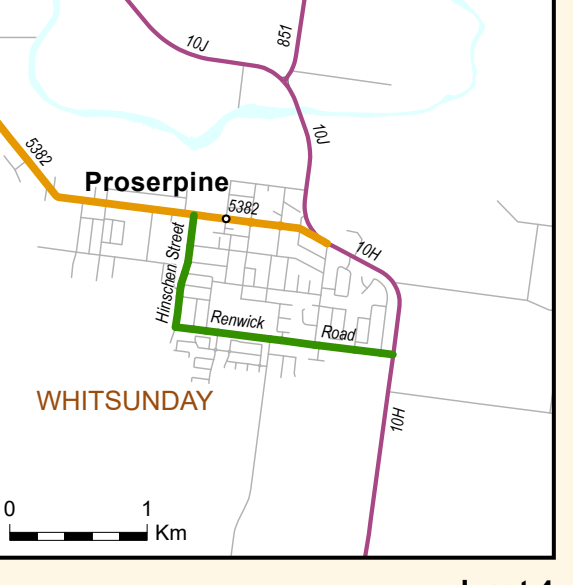 10J
851
10J
5382
Proserpine
5382
Hinschen Street
10H
Renwick Road
WHITSUNDAY
10H
0 1
Km